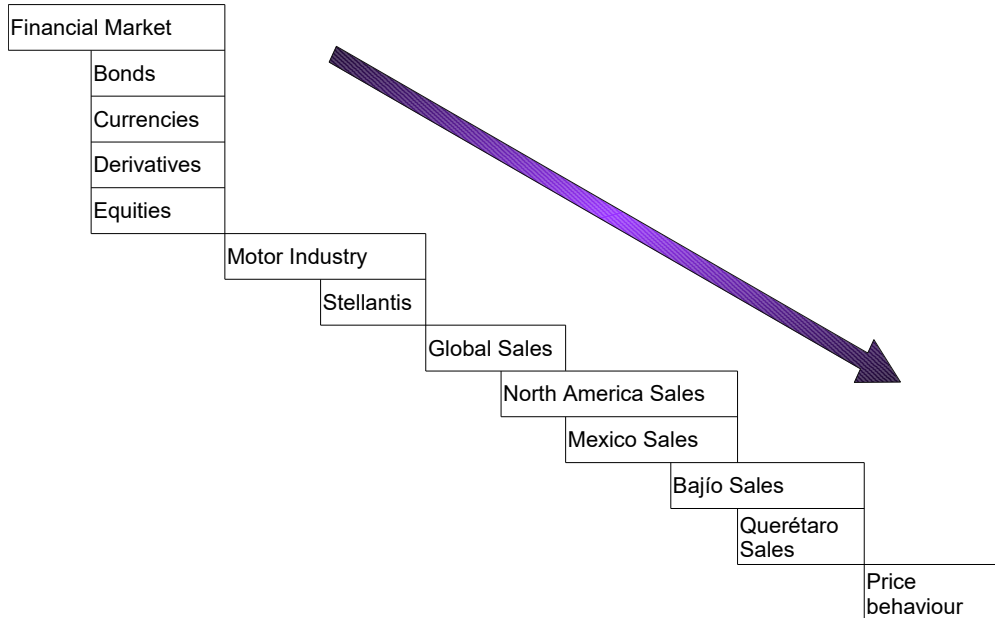 Financial Market
Bonds
Currencies
Derivatives
Equities
Motor Industry
Stellantis
Global Sales
North America Sales
Mexico Sales
Bajío Sales
Querétaro
Sales
Price
behaviour